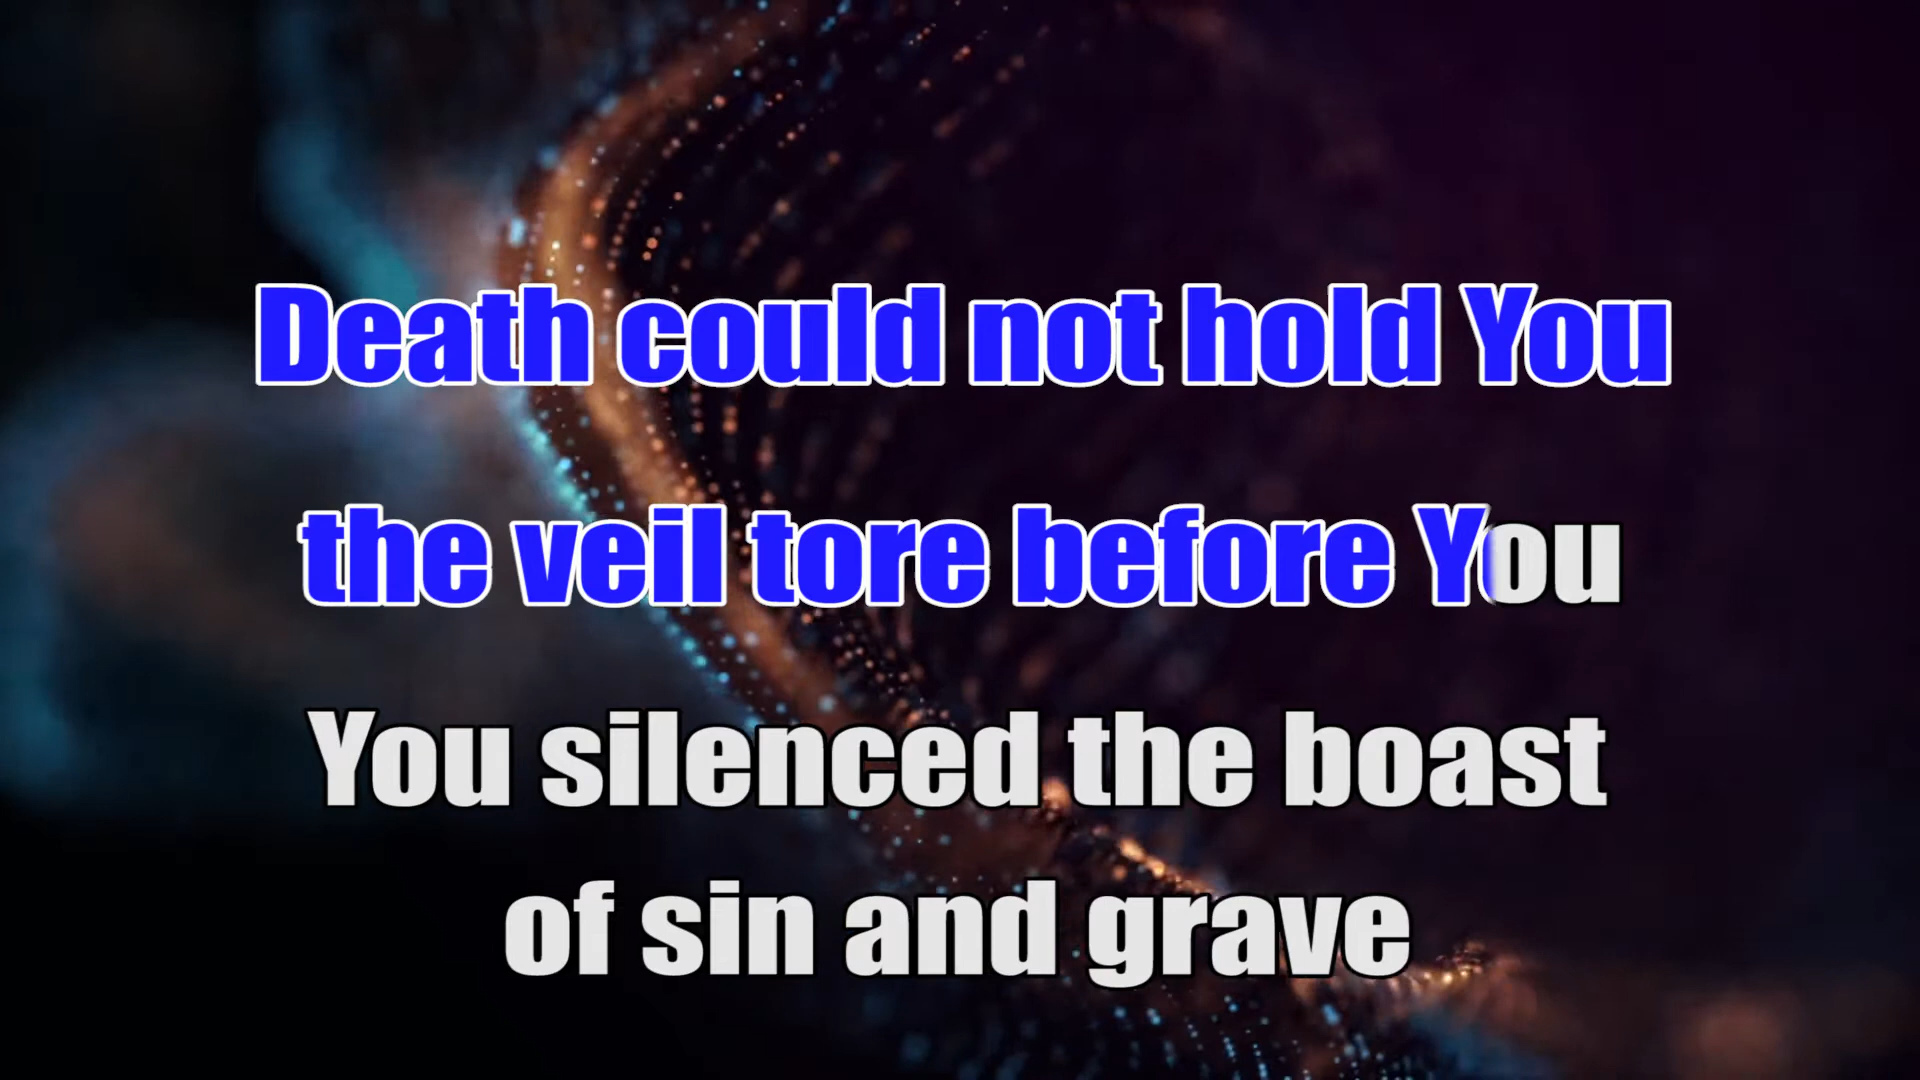 Death could not hold You
the veil tore before You
You silenced the boast
of sin and grave